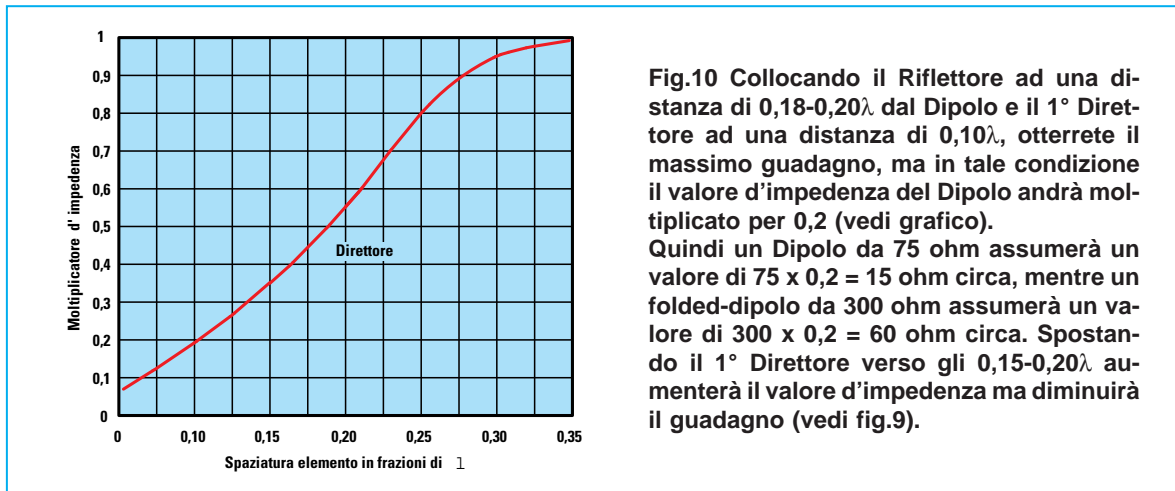 1
0,9
0,8
0,7
0,6
0,5
0,4
0,3
0,2
0,1
0
Moltiplicatore d' impedenza
Direttore
0
0,10
0,15
0,20
0,25
0,30
0,35
Spaziatura elemento in frazioni di l
Fig.10 Collocando il Riflettore ad una di-
stanza di 0,18-0,20λ dal Dipolo e il 1° Diret-
tore ad una distanza di 0,10λ, otterrete il
massimo guadagno, ma in tale condizione
il valore d'impedenza del Dipolo andrà mol-
tiplicato per 0,2 (vedi grafico).
Quindi un Dipolo da 75 ohm assumerà un
valore di 75 x 0,2 = 15 ohm circa, mentre un
folded-dipolo da 300 ohm assumerà un va-
lore di 300 x 0,2 = 60 ohm circa. Spostan-
do il 1° Direttore verso gli 0,15-0,20λ au-
menterà il valore d'impedenza ma diminuirà
il guadagno (vedi fig.9).